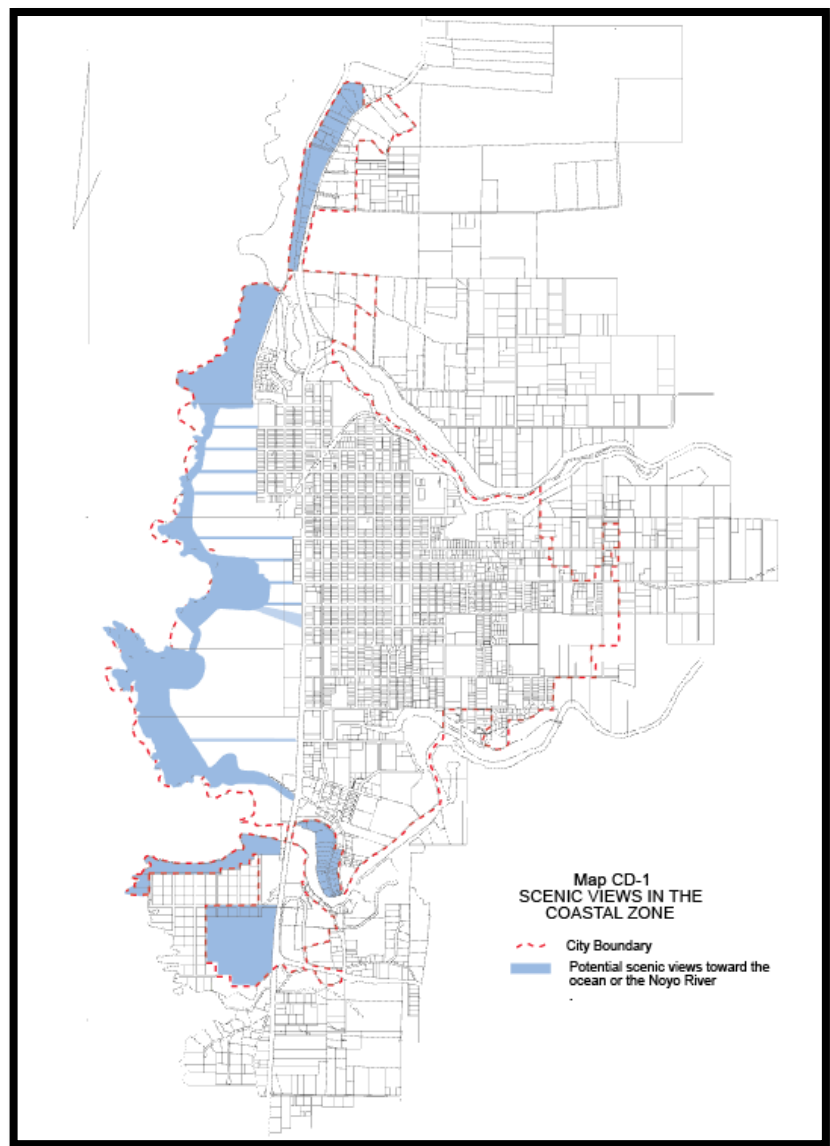 Map CD-1
SCENIC VIEWS IN THE
COASTAL ZONE
City Boundary
Potential scenic views toward the
ocean or the Noyo River
.